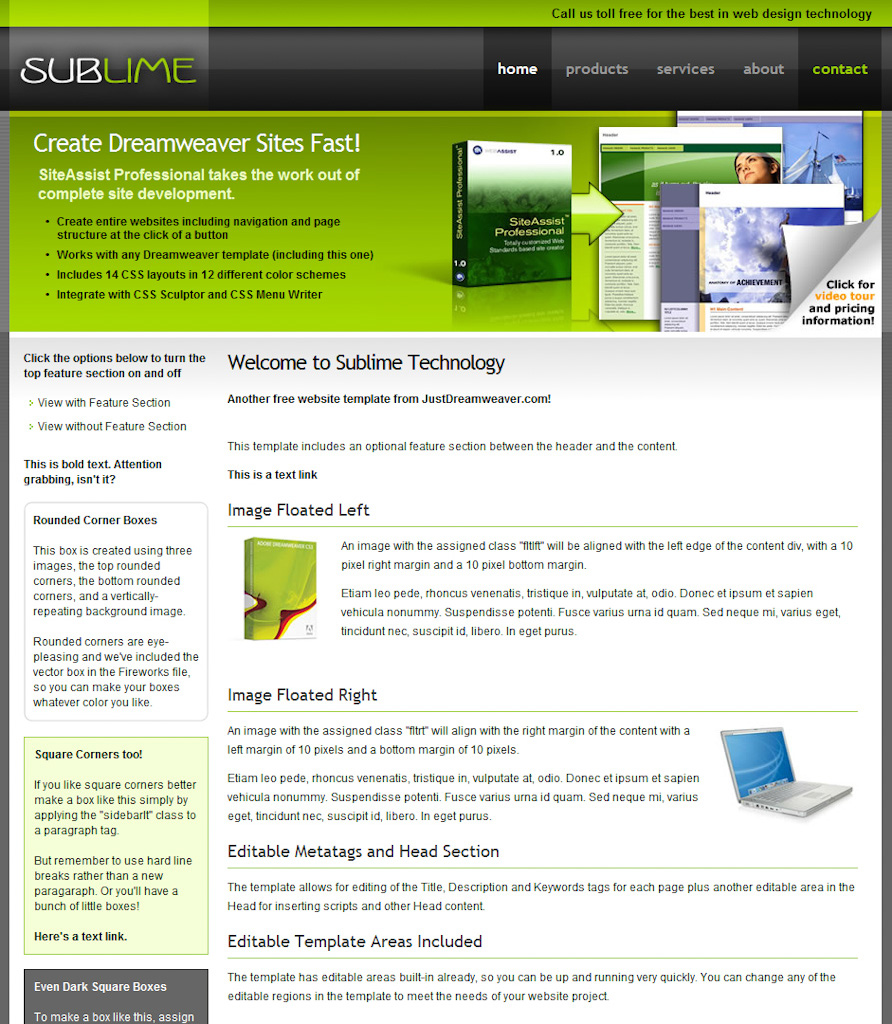 Call us toll free for the best in web design technology
SUBLIME
home products services about contact
Create Dreamweaver Sites Fast!
SiteAssist Professional takes the work out of
complete site development.
• Create entire websites including navigation and page
structure at the click of a button
• Works with any Dreamweaver template (including this one)
• Includes 14 CSS layouts in 12 different color schemes
• Integrate with CSS Sculptor and CSS Menu Writer
WEBASSIST 1.0
SiteAssist Professional
1.0
SiteAssist
Professional
Totally customized Web
Standards based site creator
Header
Header
ANATOMY OF ACHIEVEMENT
Click for
video tour
and pricing
information!
Click the options below to turn the
top feature section on and off
View with Feature Section
View without Feature Section
This is bold text. Attention
grabbing, isn't it?
Rounded Corner Boxes
This box is created using three
images, the top rounded
corners, the bottom rounded
corners, and a vertically-
repeating background image.
Rounded corners are eye-
pleasing and we've included the
vector box in the Fireworks file,
so you can make your boxes
whatever color you like.
Square Corners too!
If you like square corners better
make a box like this simply by
applying the "sidebarlt" class to
a paragraph tag.
But remember to use hard line
breaks rather than a new
paragaraph. Or you'll have a
bunch of little boxes!
Here's a text link.
Even Dark Square Boxes
To make a box like this, assign
Welcome to Sublime Technology
Another free website template from JustDreamweaver.com!
This template includes an optional feature section between the header and the content.
This is a text link
Image Floated Left
ADOBE DREAMWEAVER CS3
An image with the assigned class "fltlft" will be aligned with the left edge of the content div, with a 10
pixel right margin and a 10 pixel bottom margin.
Etiam leo pede, rhoncus venenatis, tristique in, vulputate at, odio. Donec et ipsum et sapien
vehicula nonummy. Suspendisse potenti. Fusce varius urna id quam. Sed neque mi, varius eget,
tincidunt nec, suscipit id, libero. In eget purus.
Image Floated Right
An image with the assigned class "fltrt" will align with the right margin of the content with a
left margin of 10 pixels and a bottom margin of 10 pixels.
Etiam leo pede, rhoncus venenatis, tristique in, vulputate at, odio. Donec et ipsum et sapien
vehicula nonummy. Suspendisse potenti. Fusce varius urna id quam. Sed neque mi, varius
eget, tincidunt nec, suscipit id, libero. In eget purus.
Editable Metatags and Head Section
The template allows for editing of the Title, Description and Keywords tags for each page plus another editable area in the
Head for inserting scripts and other Head content.
Editable Template Areas Included
The template has editable areas built-in already, so you can be up and running very quickly. You can change any of the
editable regions in the template to meet the needs of your website project.